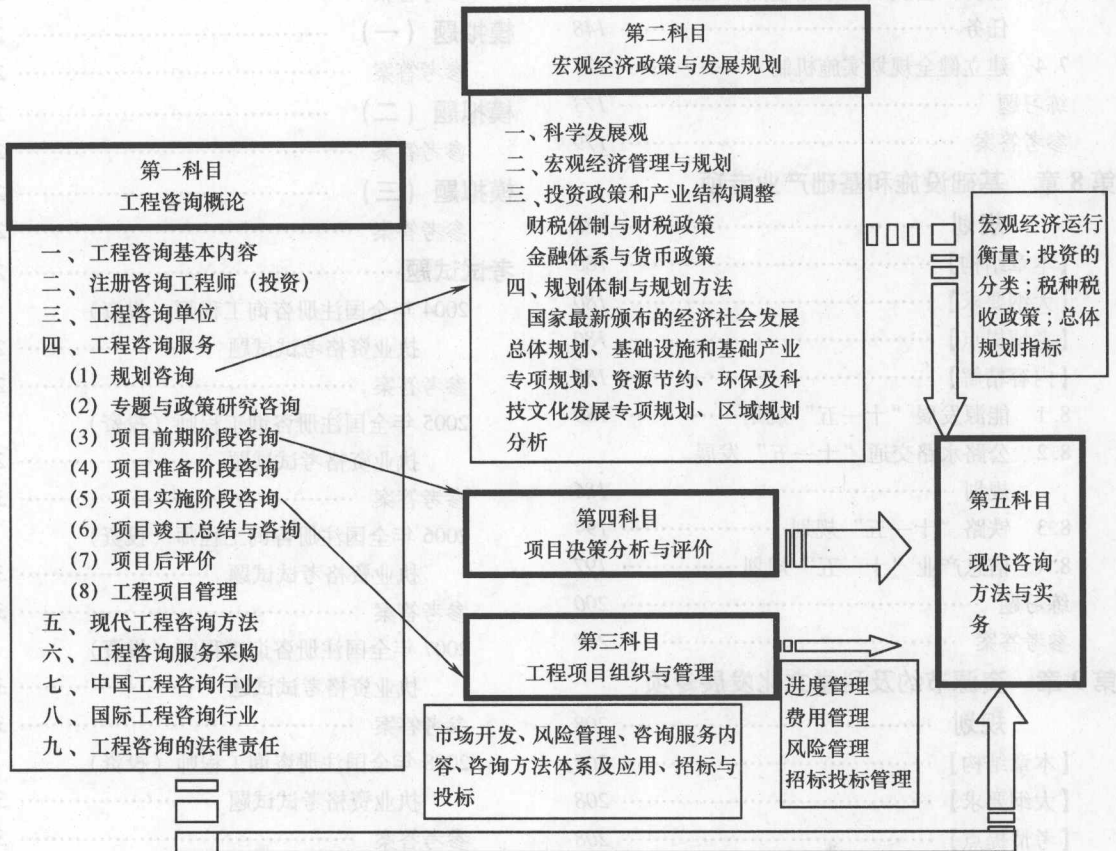 第一科目
工程咨询概论
一、工程咨询基本内容
二、注册咨询工程师（投资）
三、工程咨询单位
四、工程咨询服务
(1) 规划咨询
(2) 专题与政策研究咨询
(3) 项目前期阶段咨询
(4) 项目准备阶段咨询
(5) 项目实施阶段咨询
(6) 项目竣工总结与咨询
(7) 项目后评价
(8) 工程项目管理
五、现代工程咨询方法
六、工程咨询服务采购
七、中国工程咨询行业
八、国际工程咨询行业
九、工程咨询的法律责任
第二科目
宏观经济政策与发展规划
一、科学发展观
二、宏观经济管理与规划
三、投资政策和产业结构调整
财税体制与财税政策
金融体系与货币政策
四、规划体制与规划方法
国家最新颁布的经济社会发展
总体规划、基础设施和基础产业
专项规划、资源节约、环保及科
技文化发展专项规划、区域规划
分析
第四科目
项目决策分析与评价
第三科目
工程项目组织与管理
市场开发、风险管理、咨询服务内
容、咨询方法体系及应用、招标与
投标
进度管理
费用管理
风险管理
招标投标管理
宏观经济运行
衡量；投资的
分类；税种税
收政策；总体
规划指标
第五科目
现代咨询
方法与实
务